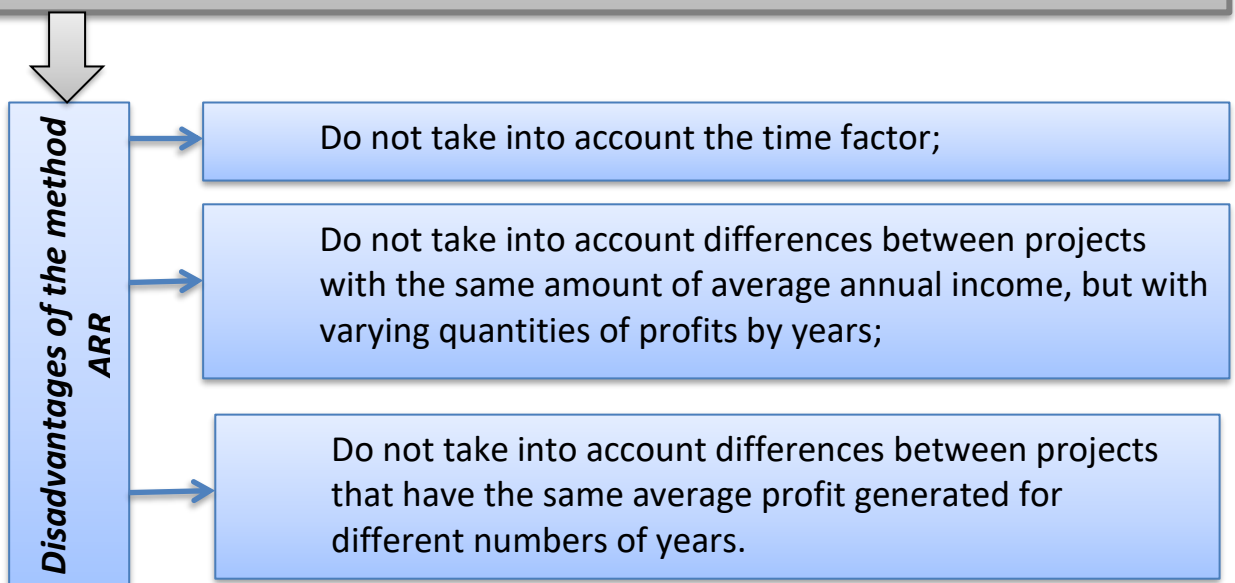 Disadvantages of the method
ARR
Do not take into account the time factor;
Do not take into account differences between projects
with the same amount of average annual income, but with
varying quantities of profits by years;
Do not take into account differences between projects
that have the same average profit generated for
different numbers of years.